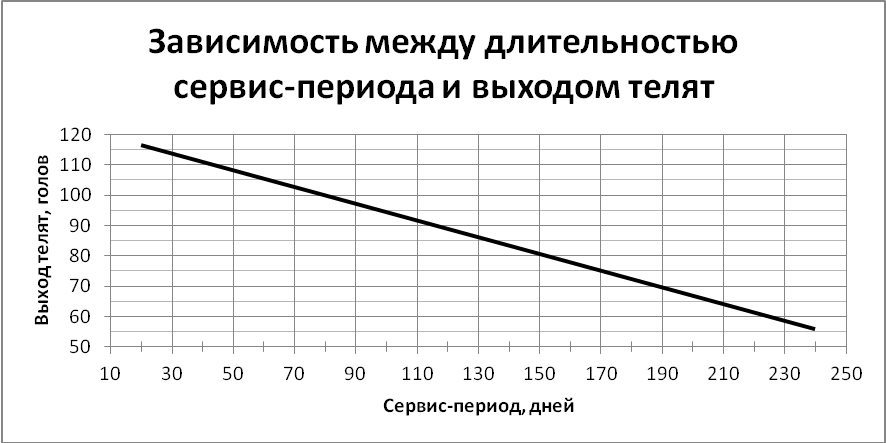 Зависимость между длительностью
сервис-периода и выходом телят
Выход телят, голов
120
110
100
90
80
70
60
50
10 30 50 70 90 110 130 150 170 190 210 230 250
Сервис-период, дней